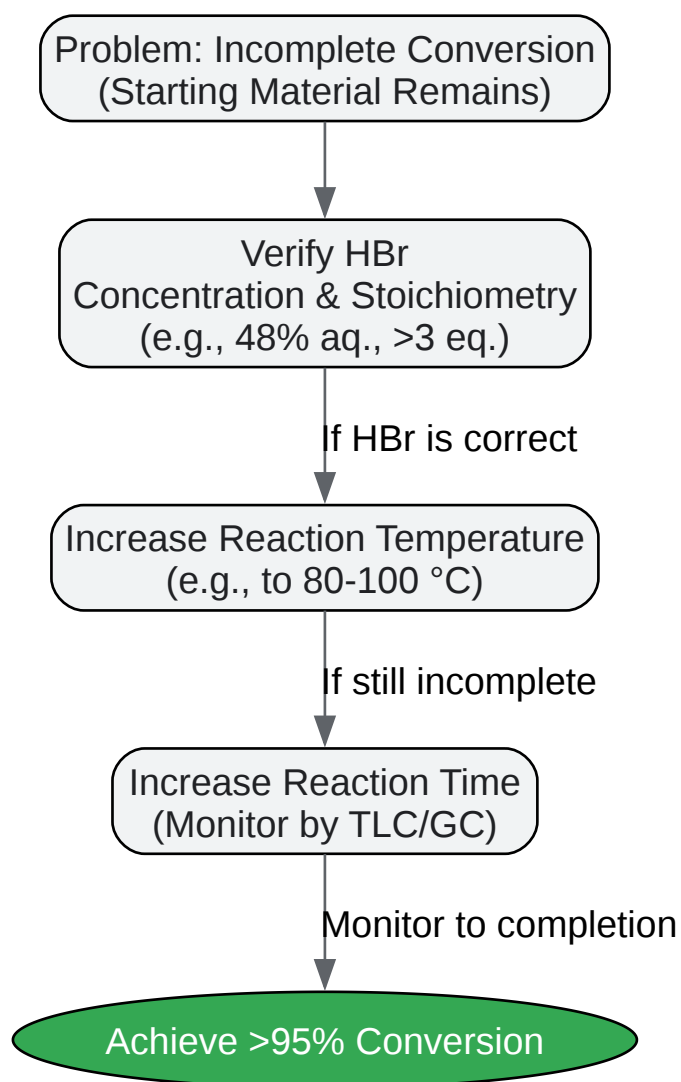 Problem: Incomplete Conversion
(Starting Material Remains)
Verify HBr
Concentration & Stoichiometry
(e.g., 48% aq., >3 eq.)
If HBr is correct
Increase Reaction Temperature
(e.g., to 80-100 °C)
If still incomplete
Increase Reaction Time
(Monitor by TLC/GC)
Monitor to completion
Achieve >95% Conversion